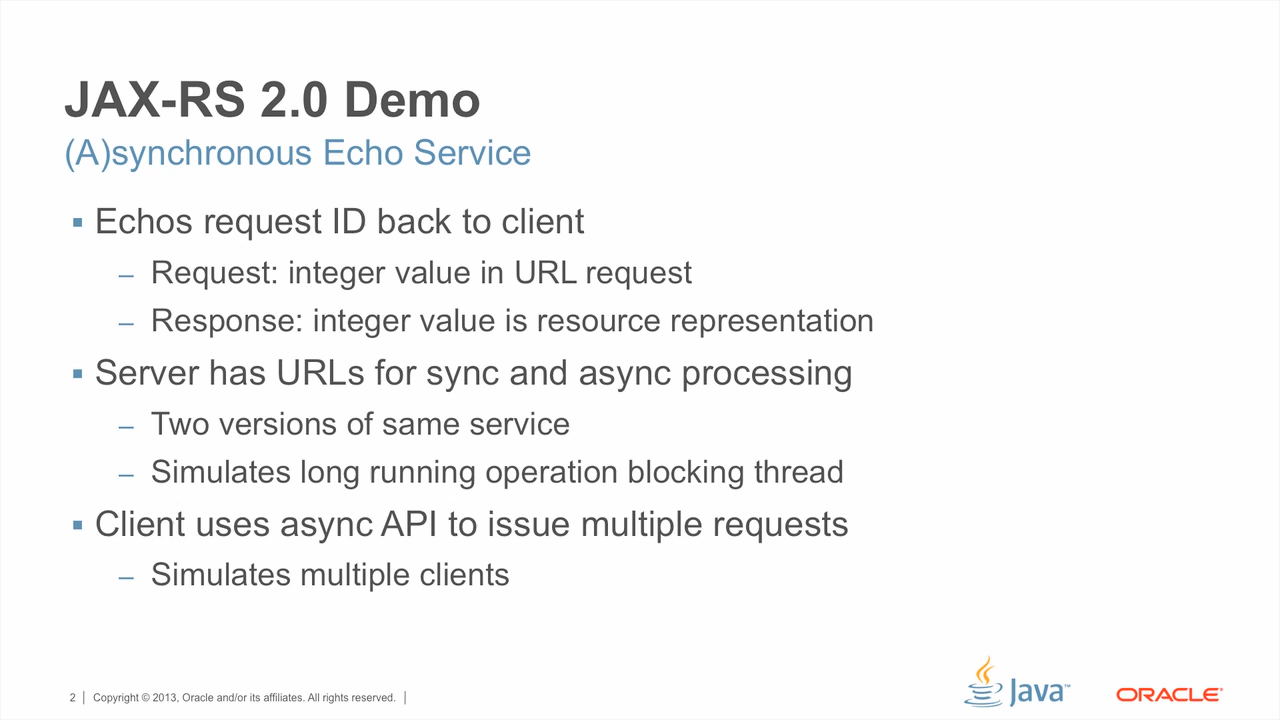 JAX-RS 2.0 Demo
(A)synchronous Echo Service
▪ Echos request ID back to client
– Request: integer value in URL request
– Response: integer value is resource representation
▪ Server has URLs for sync and async processing
– Two versions of same service
– Simulates long running operation blocking thread
▪ Client uses async API to issue multiple requests
– Simulates multiple clients
2 | Copyright © 2013, Oracle and/or its affiliates. All rights reserved. |
Java™
ORACLE®